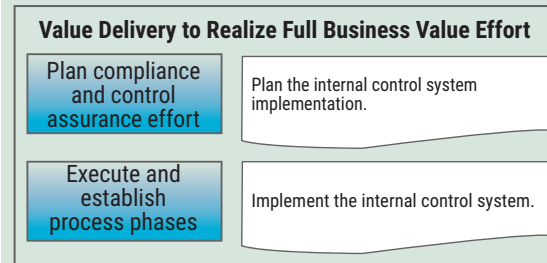 Value Delivery to Realize Full Business Value Effort
Plan compliance
and control
assurance effort
Plan the internal control system
implementation.
Execute and
establish
process phases
Implement the internal control system.